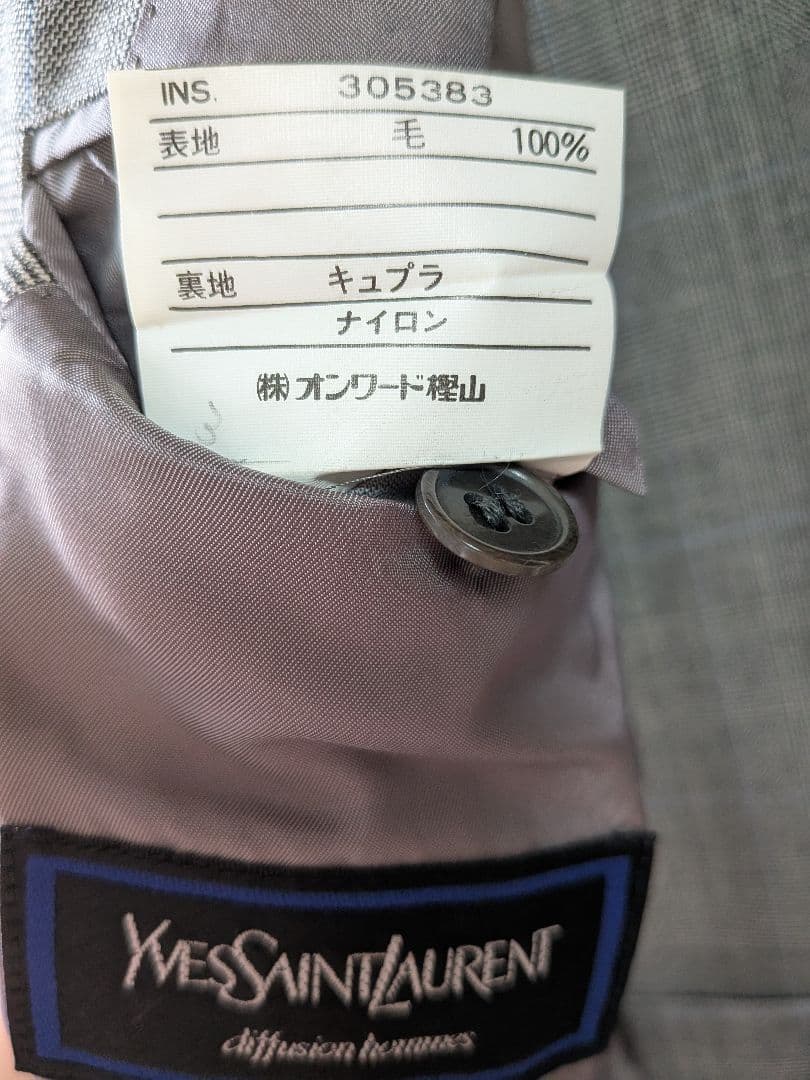 INS. 305383
表地 毛 100%
裏地 キュプラ
ナイロン
㈱オンワード樫山
YVESSAINTLAURENT
diffusion hommes